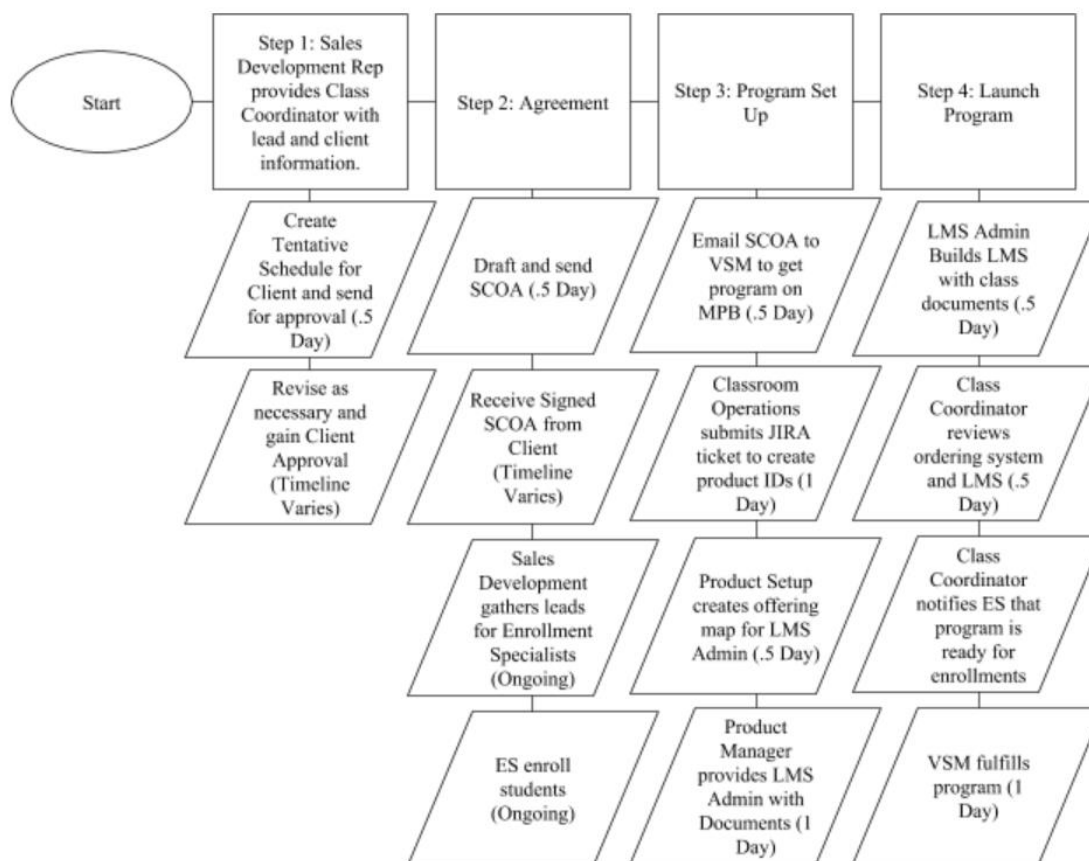 Start
Step 1: Sales
Development Rep
provides Class
Coordinator with
lead and client
information.
Step 2: Agreement
Step 3: Program Set
Up
Step 4: Launch
Program
Create
Tentative
Schedule for
Client and send
for approval (.5
Day)
Revise as
necessary and
gain Client
Approval
(Timeline
Varies)
Draft and send
SCOA (.5 Day)
Receive Signed
SCOA from
Client
(Timeline
Varies)
Sales
Development
gathers leads
for Enrollment
Specialists
(Ongoing)
ES enroll
students
(Ongoing)
Email SCOA to
VSM to get
program on
MPB (.5 Day)
Classroom
Operations
submits JIRA
ticket to create
product IDs (1
Day)
Product Setup
creates offering
map for LMS
Admin (.5 Day)
Product
Manager
provides LMS
Admin with
Documents (1
Day)
LMS Admin
Builds LMS
with class
documents (.5
Day)
Class
Coordinator
reviews
ordering system
and LMS (.5
Day)
Class
Coordinator
notifies ES that
program is
ready for
enrollments
VSM fulfills
program (1
Day)